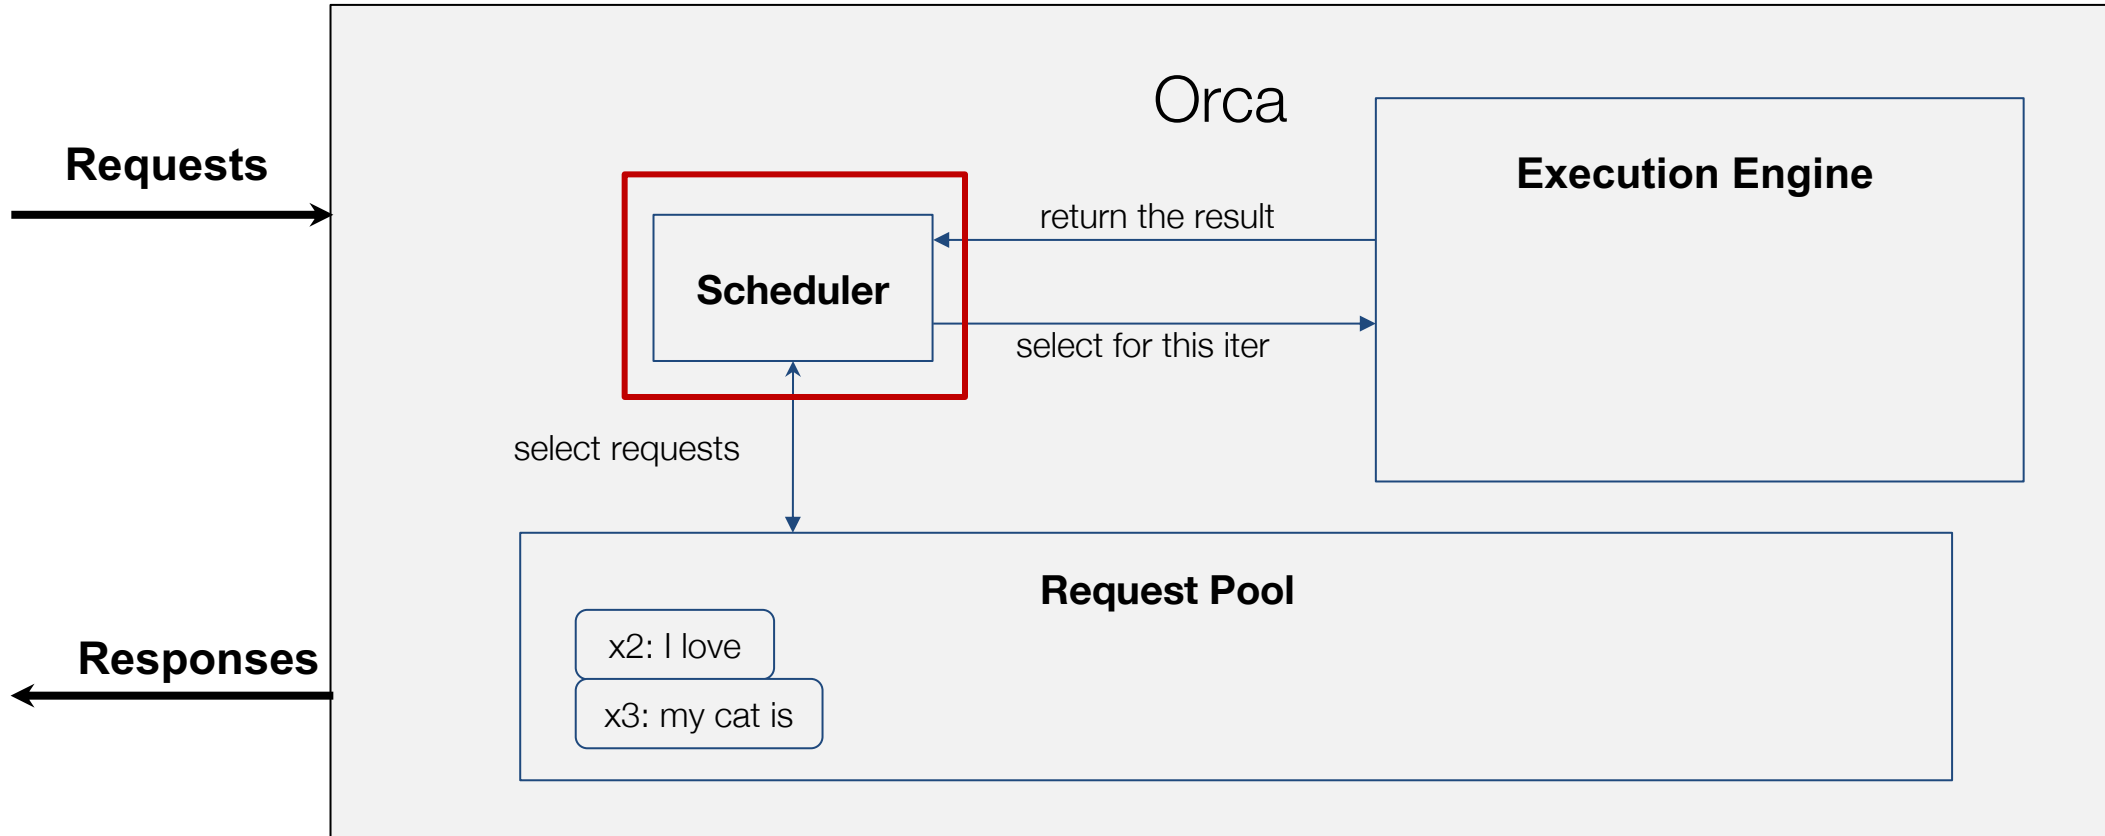 Orca
Requests
Execution Engine
return the result
Scheduler
select for this iter
select requests
Request Pool
x2: I love
Responses
x3: my cat is